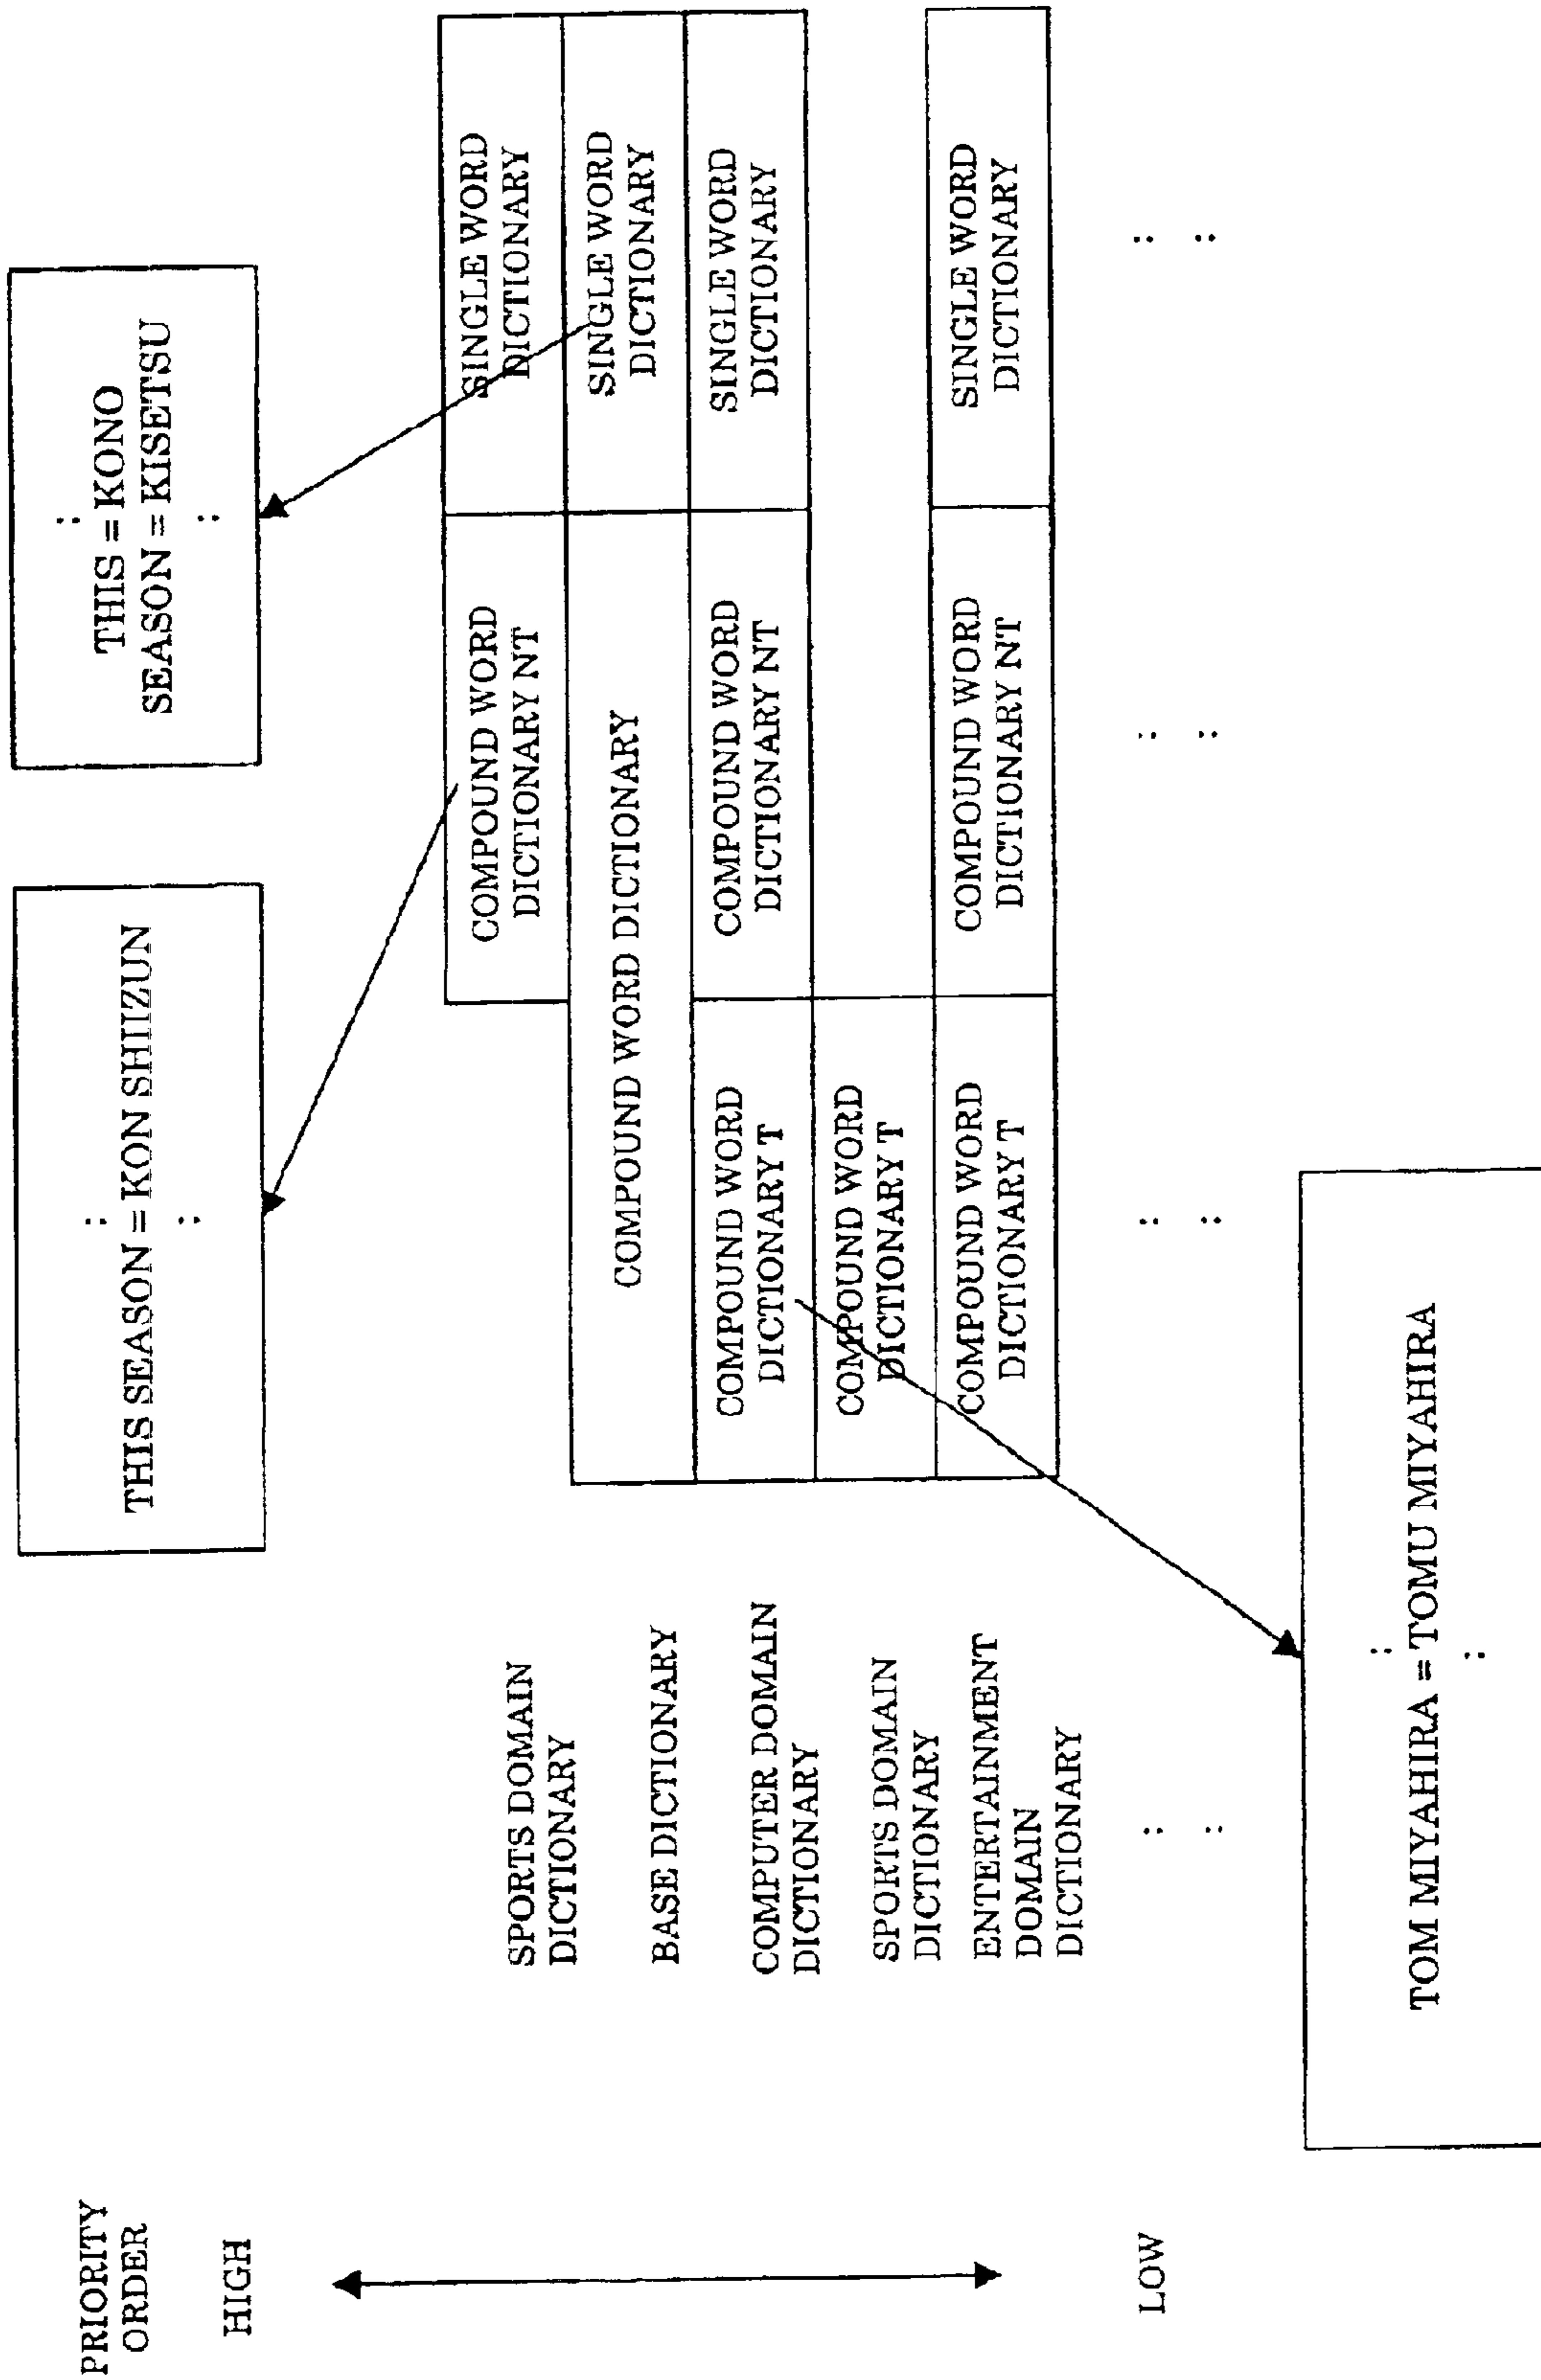 PRIORITY
ORDER
HIGH
LOW
THIS SEASON = KON SHIIZUN
THIS = KONO
SEASON = KISETSU
SPORTS DOMAIN
DICTIONARY
COMPOUND WORD
DICTIONARY NT
SINGLE WORD
DICTIONARY
BASE DICTIONARY
COMPOUND WORD DICTIONARY
SINGLE WORD
DICTIONARY
COMPUTER DOMAIN
DICTIONARY
COMPOUND WORD
DICTIONARY T
COMPOUND WORD
DICTIONARY NT
SINGLE WORD
DICTIONARY
SPORTS DOMAIN
DICTIONARY
COMPOUND WORD
DICTIONARY T
ENTERTAINMENT
DOMAIN
DICTIONARY
COMPOUND WORD
DICTIONARY T
COMPOUND WORD
DICTIONARY NT
SINGLE WORD
DICTIONARY
TOM MIYAHIRA = TOMU MIYAHIRA